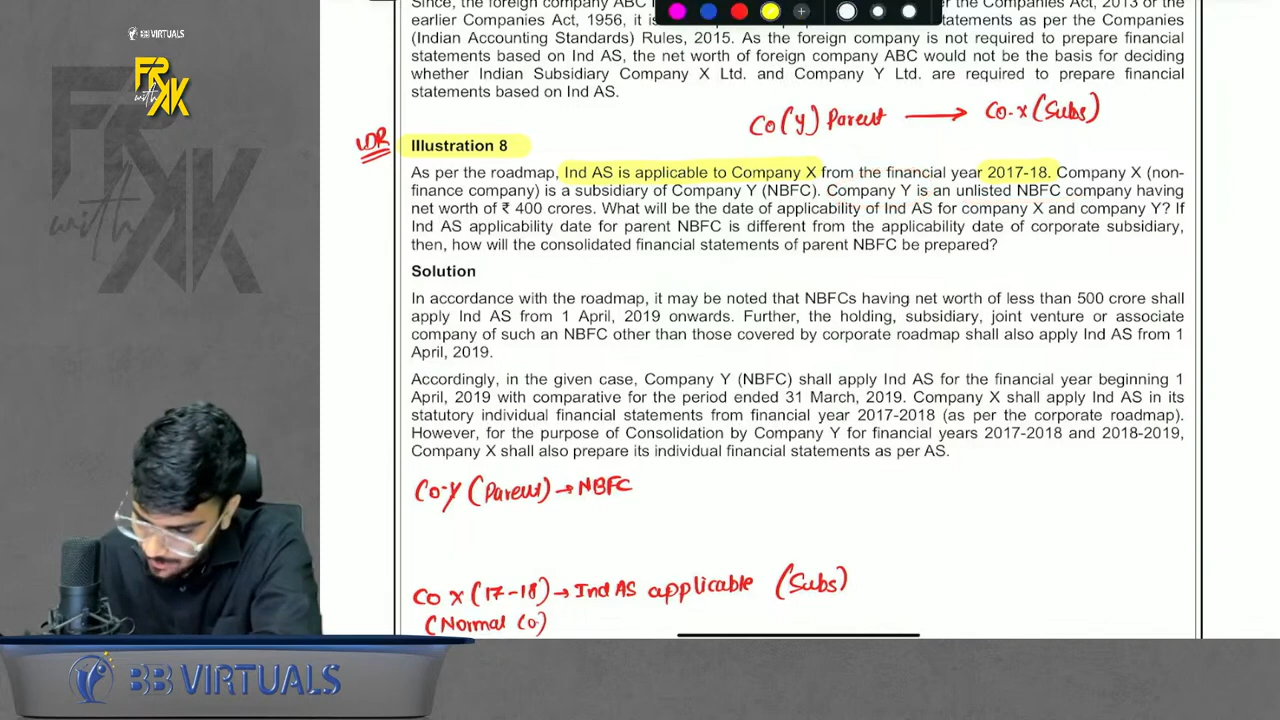 BB VIRTUALS
FR
with
AK
Since, the foreign company ABC i
er the Companies Act, 2013 or the
earlier Companies Act, 1956, it is
tatements as per the Companies
(Indian Accounting Standards) Rules, 2015. As the foreign company is not required to prepare financial
statements based on Ind AS, the net worth of foreign company ABC would not be the basis for deciding
whether Indian Subsidiary Company X Ltd. and Company Y Ltd. are required to prepare financial
statements based on Ind AS.
Co (Y) Parent → Co-X (Subs)
LDR
Illustration 8
As per the roadmap, Ind AS is applicable to Company X from the financial year 2017-18. Company X (non-
finance company) is a subsidiary of Company Y (NBFC). Company Y is an unlisted NBFC company having
net worth of ₹ 400 crores. What will be the date of applicability of Ind AS for company X and company Y? If
Ind AS applicability date for parent NBFC is different from the applicability date of corporate subsidiary,
then, how will the consolidated financial statements of parent NBFC be prepared?
Solution
In accordance with the roadmap, it may be noted that NBFCs having net worth of less than 500 crore shall
apply Ind AS from 1 April, 2019 onwards. Further, the holding, subsidiary, joint venture or associate
company of such an NBFC other than those covered by corporate roadmap shall also apply Ind AS from 1
April, 2019.
Accordingly, in the given case, Company Y (NBFC) shall apply Ind AS for the financial year beginning 1
April, 2019 with comparative for the period ended 31 March, 2019. Company X shall apply Ind AS in its
statutory individual financial statements from financial year 2017-2018 (as per the corporate roadmap).
However, for the purpose of Consolidation by Company Y for financial years 2017-2018 and 2018-2019,
Company X shall also prepare its individual financial statements as per AS.
Co-Y (Parent) → NBFC
Co X (17-18) → Ind AS applicable (Subs)
(Normal Co)
BB VIRTUALS